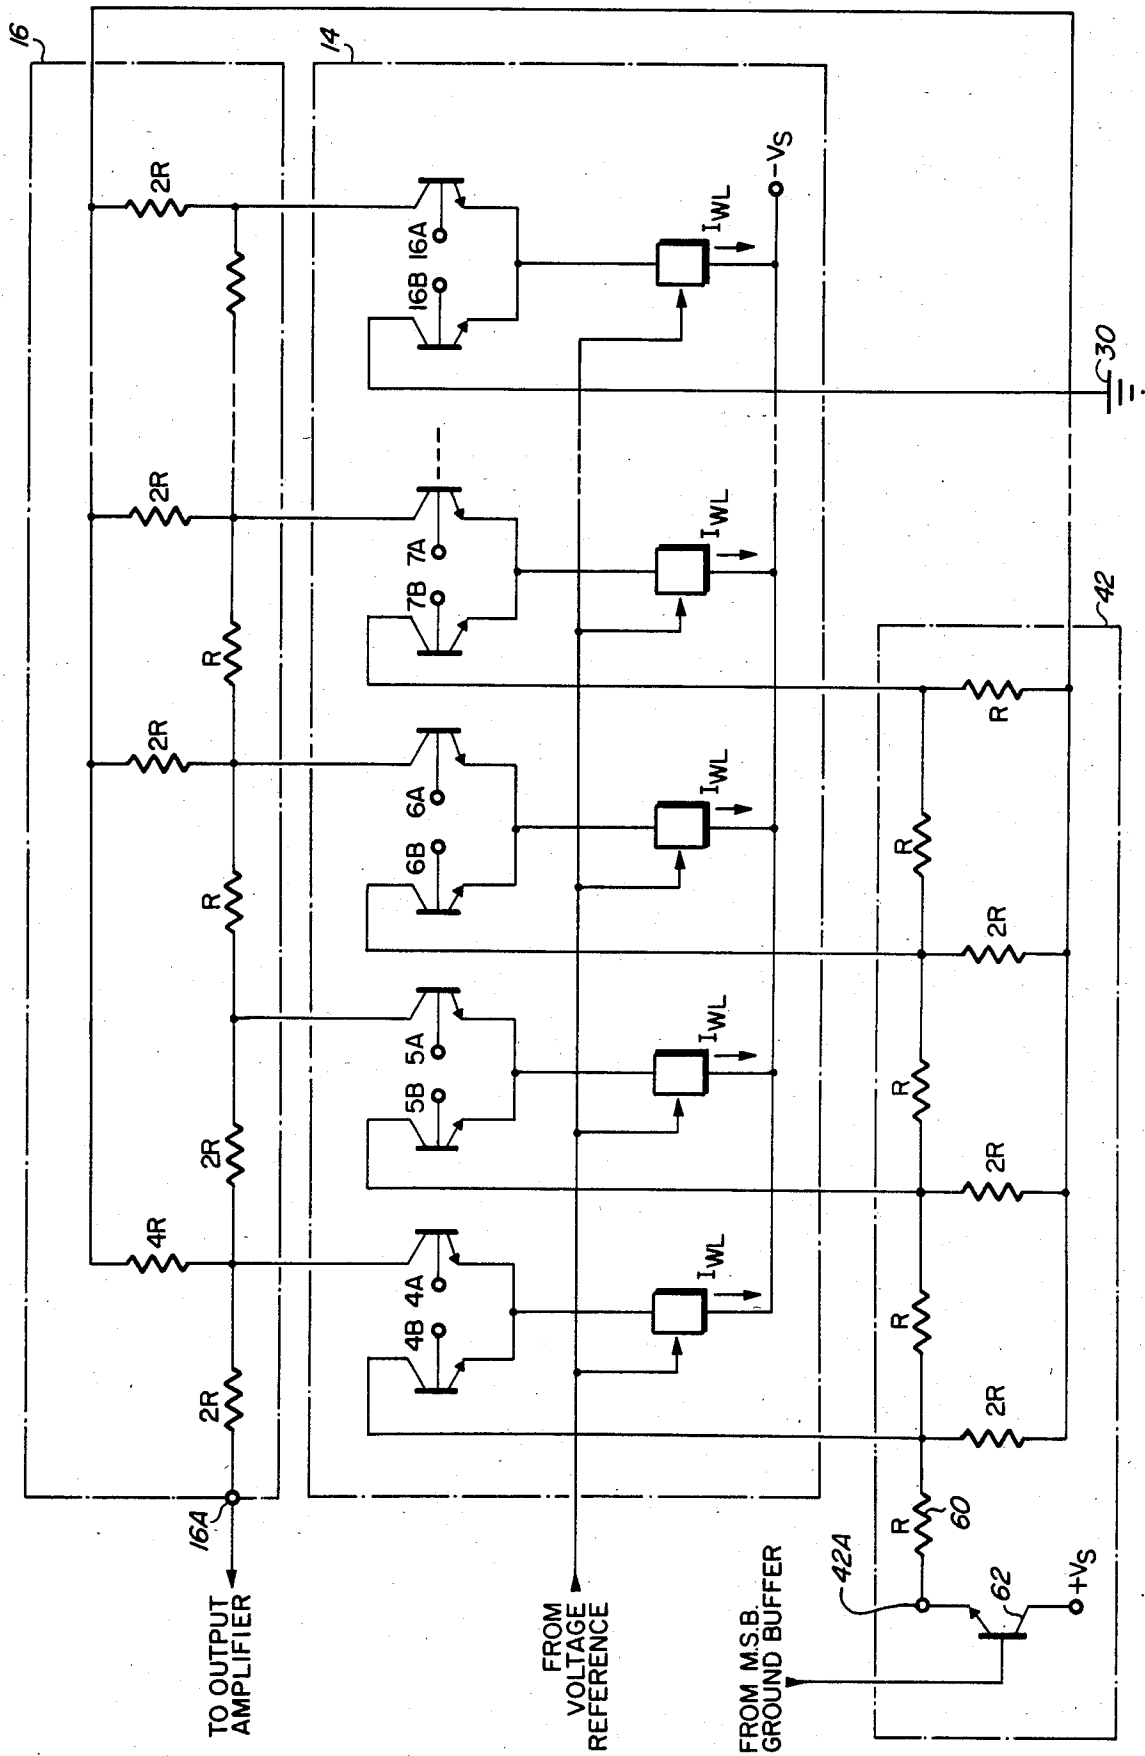 16
2R
2R
2R
4R
R
R
2R
2R
16A
TO OUTPUT
AMPLIFIER
14
16B
16A
7B
7A
6B
6A
5B
5A
4B
4A
IWL
IWL
IWL
IWL
IWL
-VS
FROM
VOLTAGE
REFERENCE
30
42
R
R
R
R
R
2R
2R
2R
60
42A
62
+VS
FROM M.S.B.
GROUND BUFFER